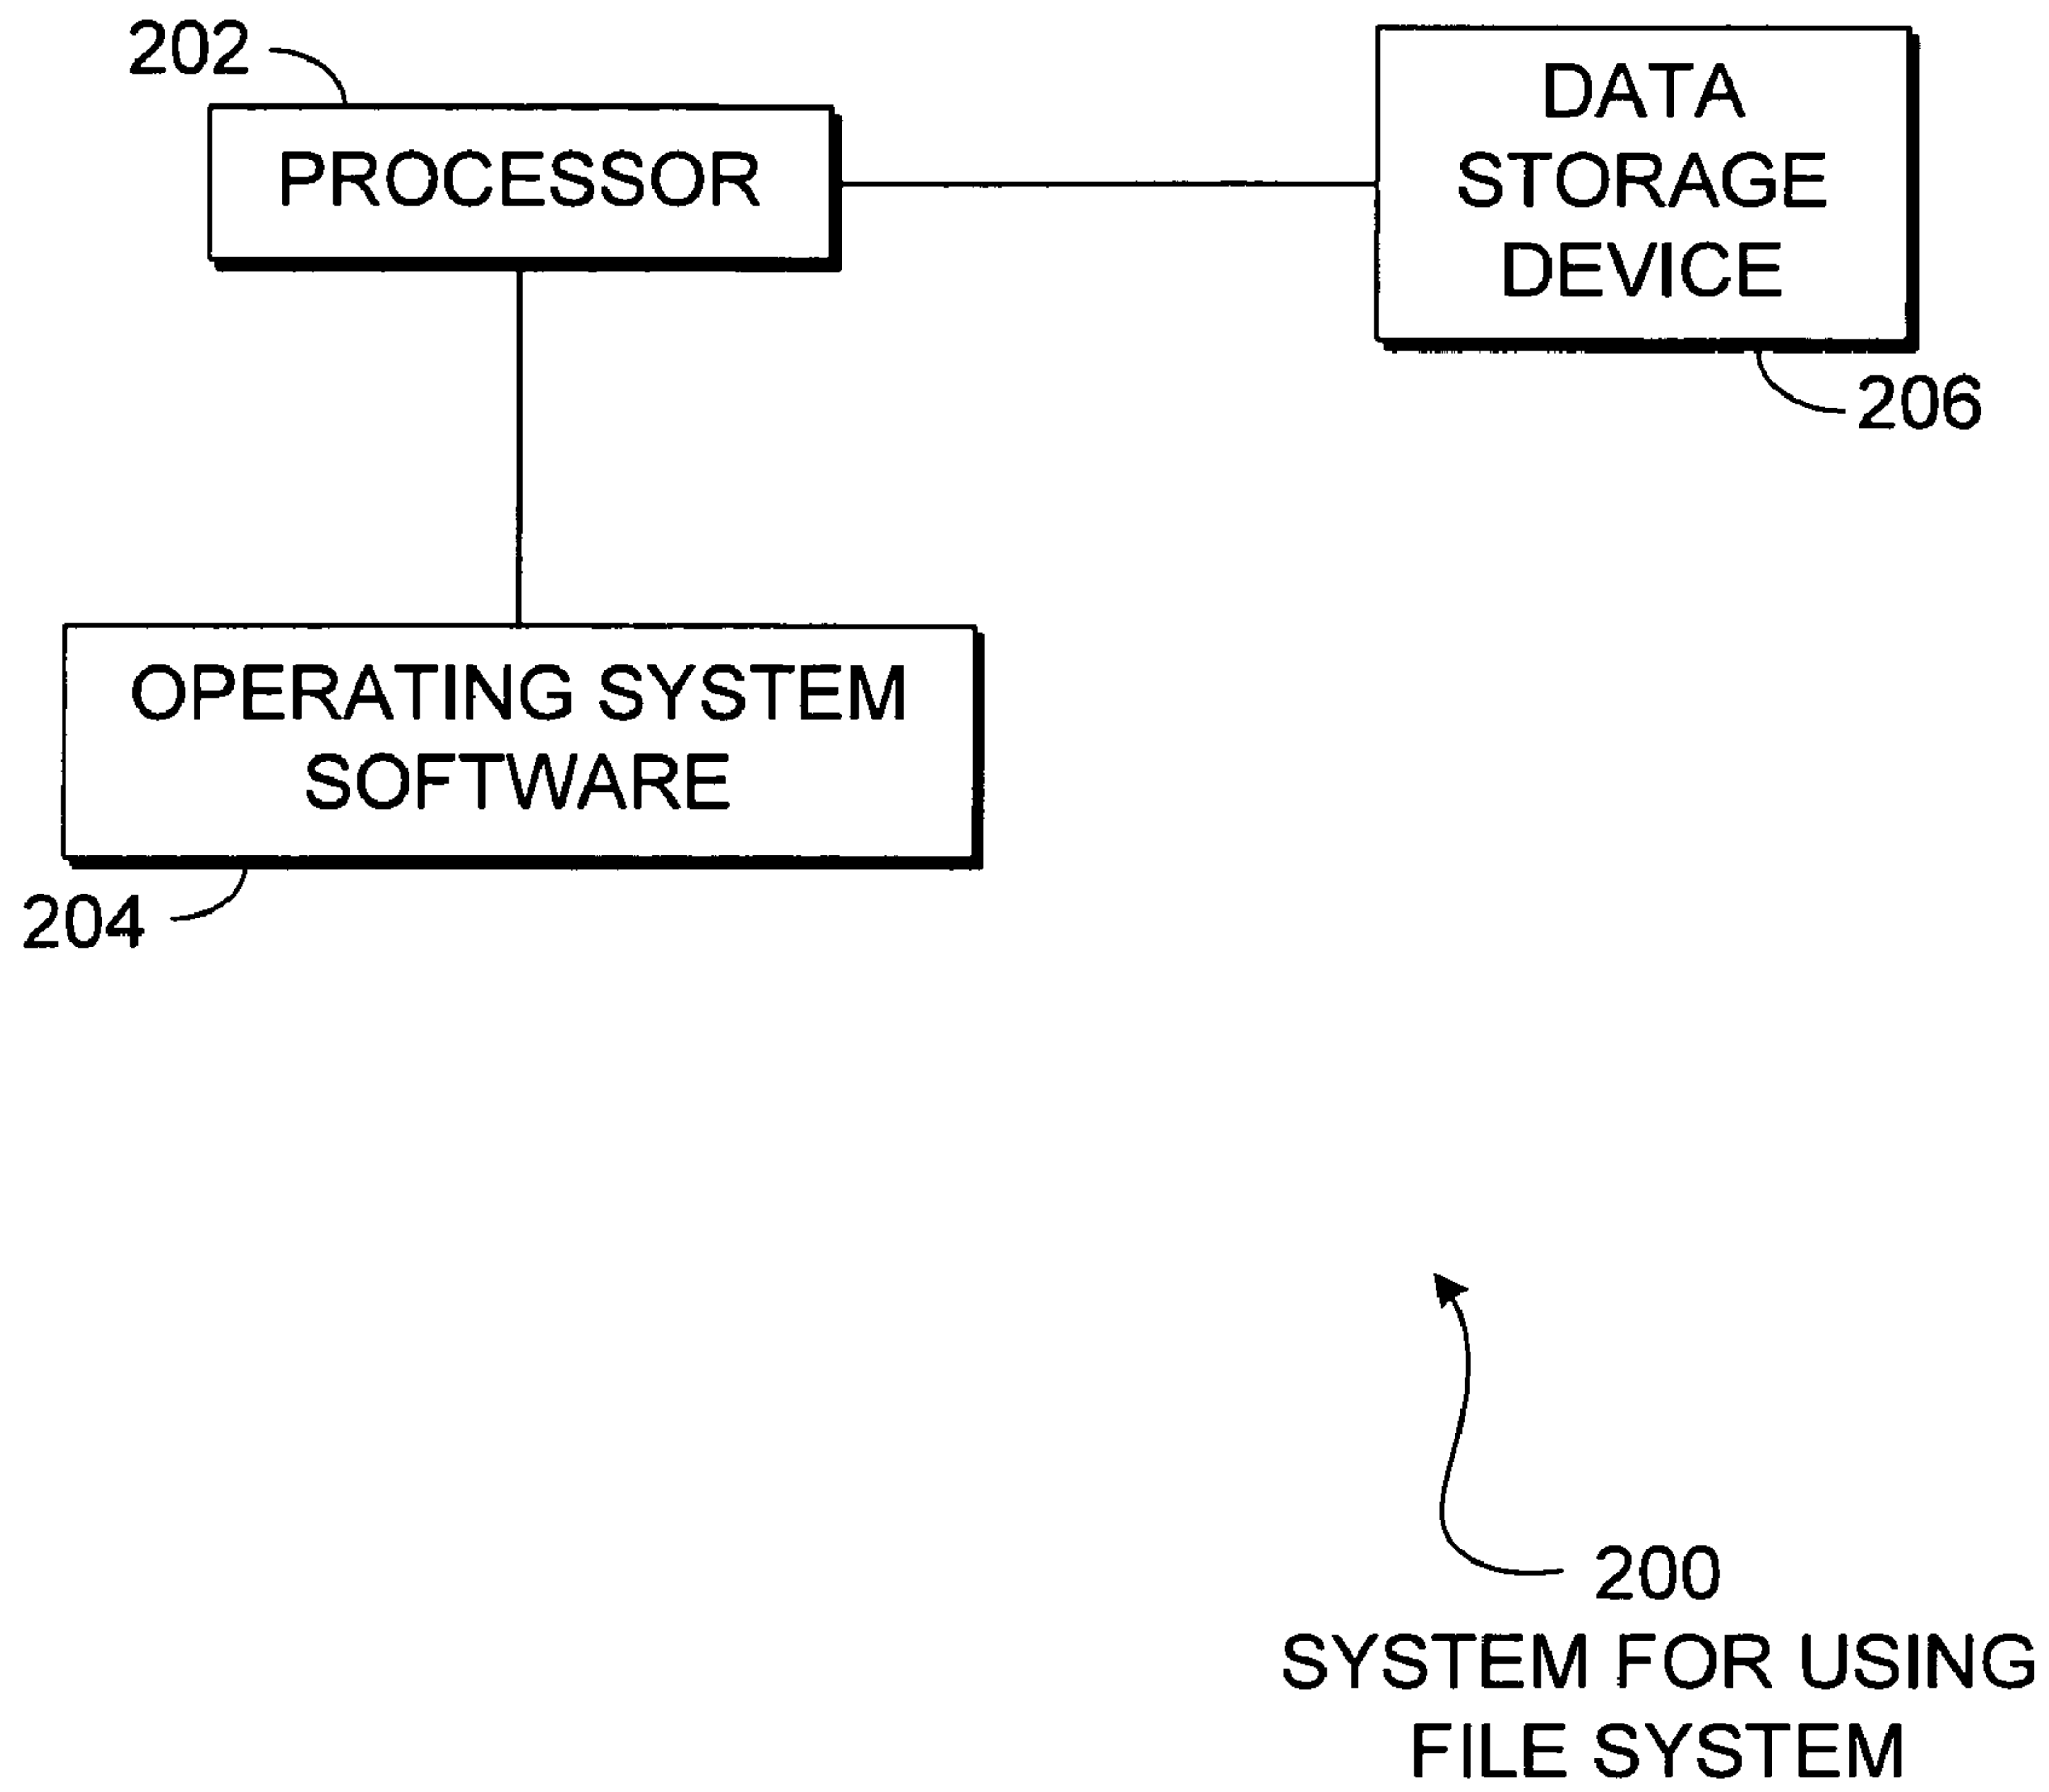 202
PROCESSOR
DATA
STORAGE
DEVICE
206
OPERATING SYSTEM
SOFTWARE
204
200
SYSTEM FOR USING
FILE SYSTEM